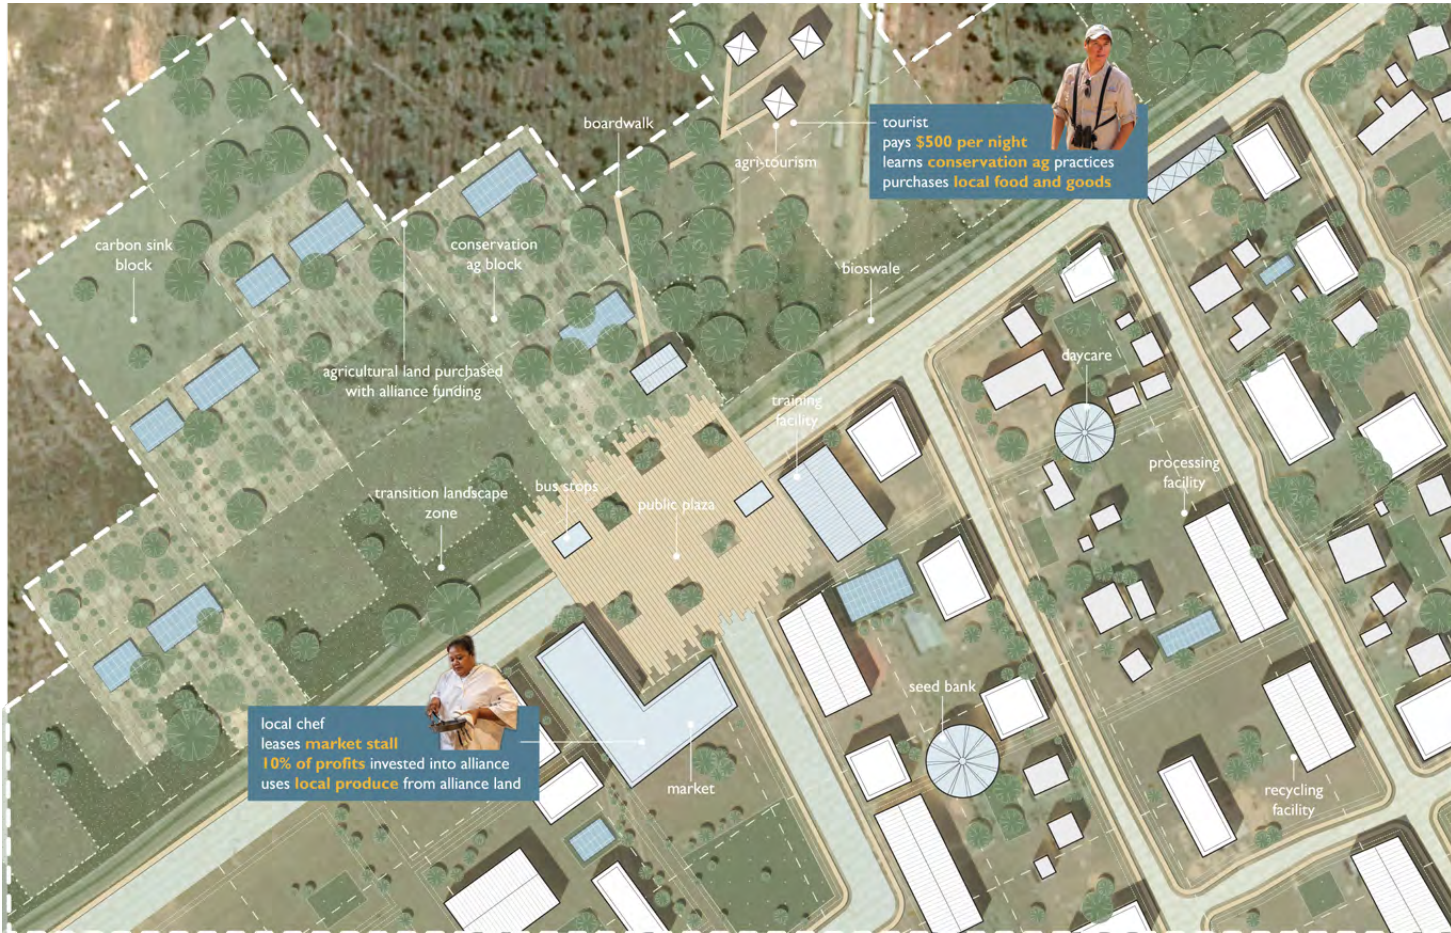 boardwalk
tourist
pays $500 per night
learns conservation ag practices
purchases local food and goods
agri-tourism
carbon sink
block
conservation
ag block
bioswale
agricultural land purchased
with alliance funding
daycare
training
facility
processing
facility
transition landscape
zone
bus stops
public plaza
seed bank
local chef
leases market stall
10% of profits invested into alliance
uses local produce from alliance land
market
recycling
facility